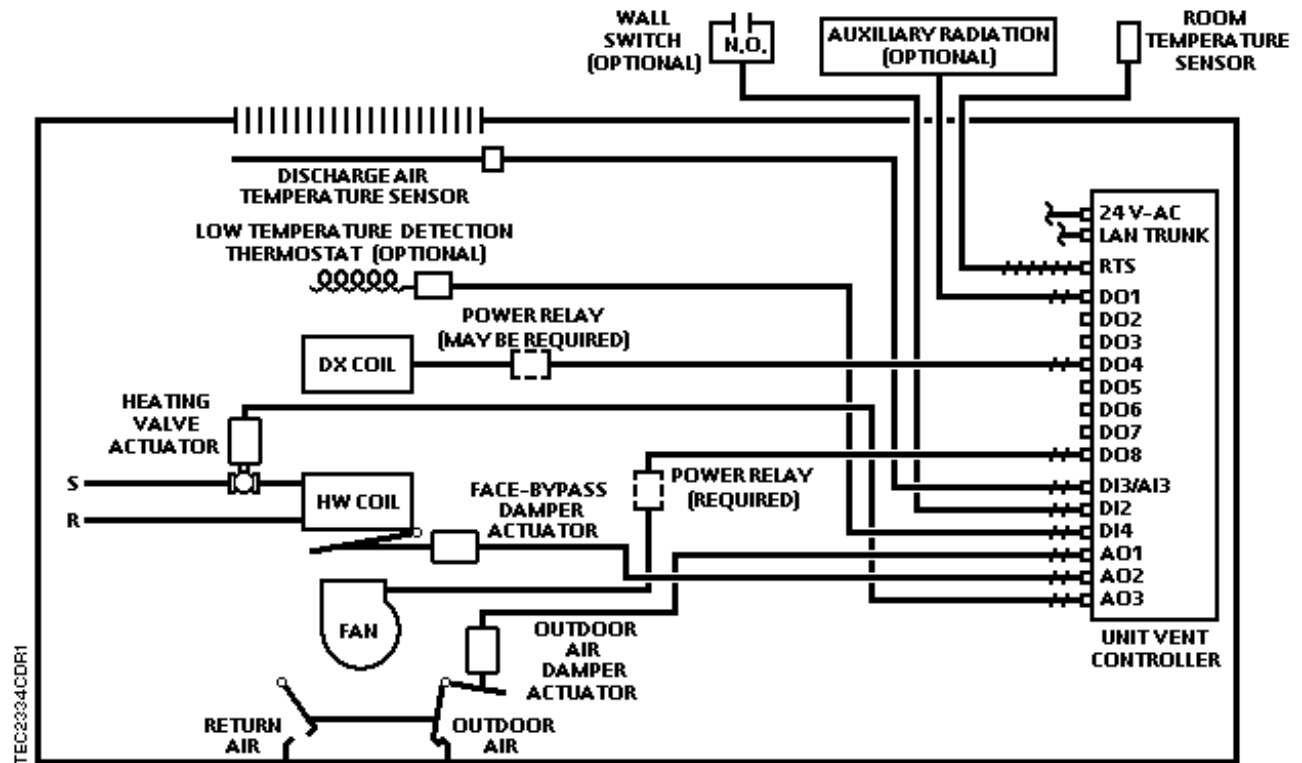 WALL
SWITCH
(OPTIONAL)
N.O.
AUXILIARY RADIATION
(OPTIONAL)
ROOM
TEMPERATURE
SENSOR
DISCHARGE AIR
TEMPERATURE SENSOR
LOW TEMPERATURE DETECTION
THERMOSTAT (OPTIONAL)
POWER RELAY
(MAY BE REQUIRED)
DX COIL
HEATING
VALVE
ACTUATOR
S
R
HW COIL
FACE-BYPASS
DAMPER
ACTUATOR
POWER RELAY
(REQUIRED)
FAN
OUTDOOR
AIR
DAMPER
ACTUATOR
RETURN
AIR
OUTDOOR
AIR
24 V-AC
LAN TRUNK
RTS
DO1
DO2
DO3
DO4
DO5
DO6
DO7
DO8
DI3/AI3
DI2
DI4
AO1
AO2
AO3
UNIT VENT
CONTROLLER
TEC2334CDR1